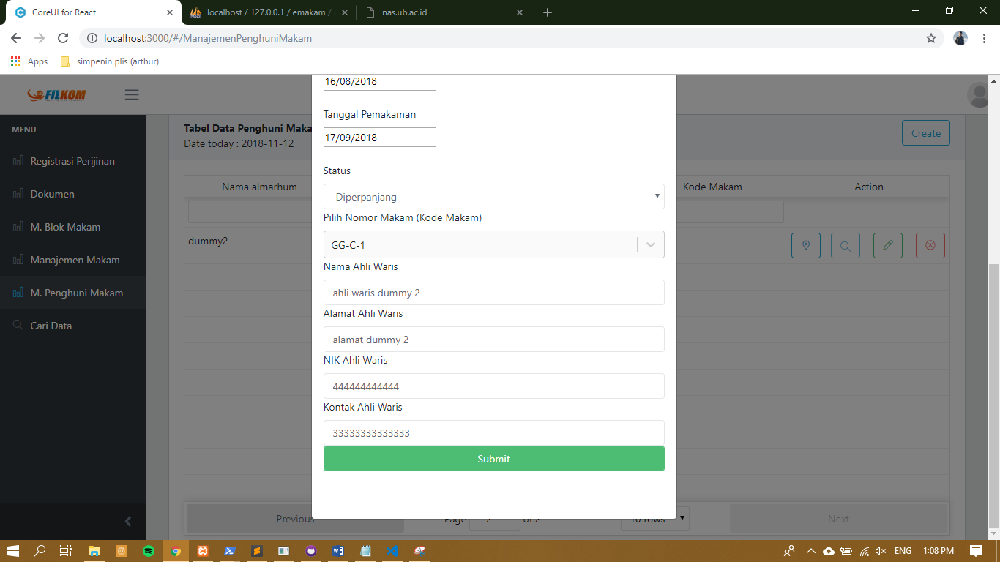 CoreUI for React
localhost / 127.0.0.1 / emakam /
nas.ub.ac.id
localhost:3000/#/ManajemenPenghuniMakam
Apps
simpenin plis (arthur)
FILKOM
MENU
Registrasi Perijinan
Dokumen
M. Blok Makam
Manajemen Makam
M. Penghuni Makam
Cari Data
Tabel Data Penghuni Maka
Date today : 2018-11-12
Create
Nama almarhum
Kode Makam
Action
dummy2
16/08/2018
Tanggal Pemakaman
17/09/2018
Status
Diperpanjang
Pilih Nomor Makam (Kode Makam)
GG-C-1
Nama Ahli Waris
ahli waris dummy 2
Alamat Ahli Waris
alamat dummy 2
NIK Ahli Waris
444444444444
Kontak Ahli Waris
33333333333333
Submit
Previous
Page 2 of 2
10 rows
Next
ENG
1:08 PM